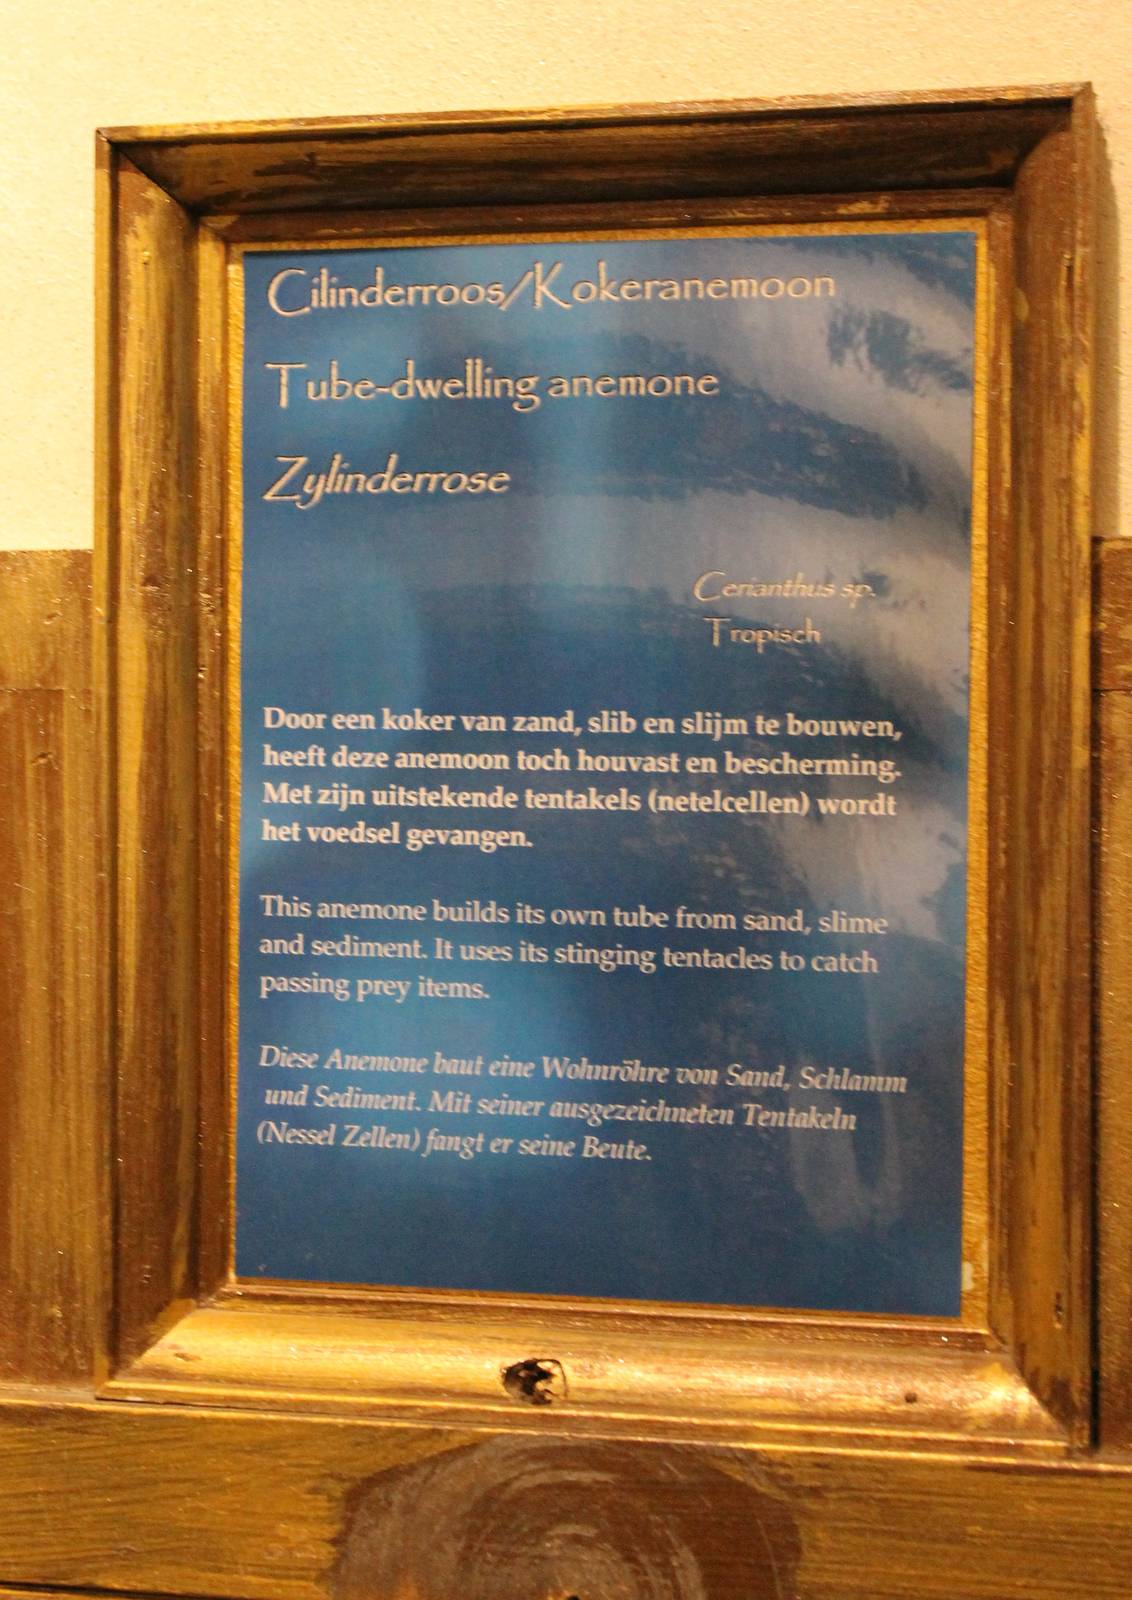 Cilinderroos/Kokeranemoon
Tube-dwelling anemone
Zylinderrose
Cerianthus sp.
Tropisch
Door een koker van zand, slib en slijm te bouwen,
heeft deze anemoon toch houvast en bescherming.
Met zijn uitstekende tentakels (netelcellen) wordt
het voedsel gevangen.
This anemone builds its own tube from sand, slime
and sediment. It uses its stinging tentacles to catch
passing prey items.
Diese Anemone baut eine Wohnröhre von Sand, Schlamm
und Sediment. Mit seiner ausgezeichneten Tentakeln
(Nessel Zellen) fangt er seine Beute.